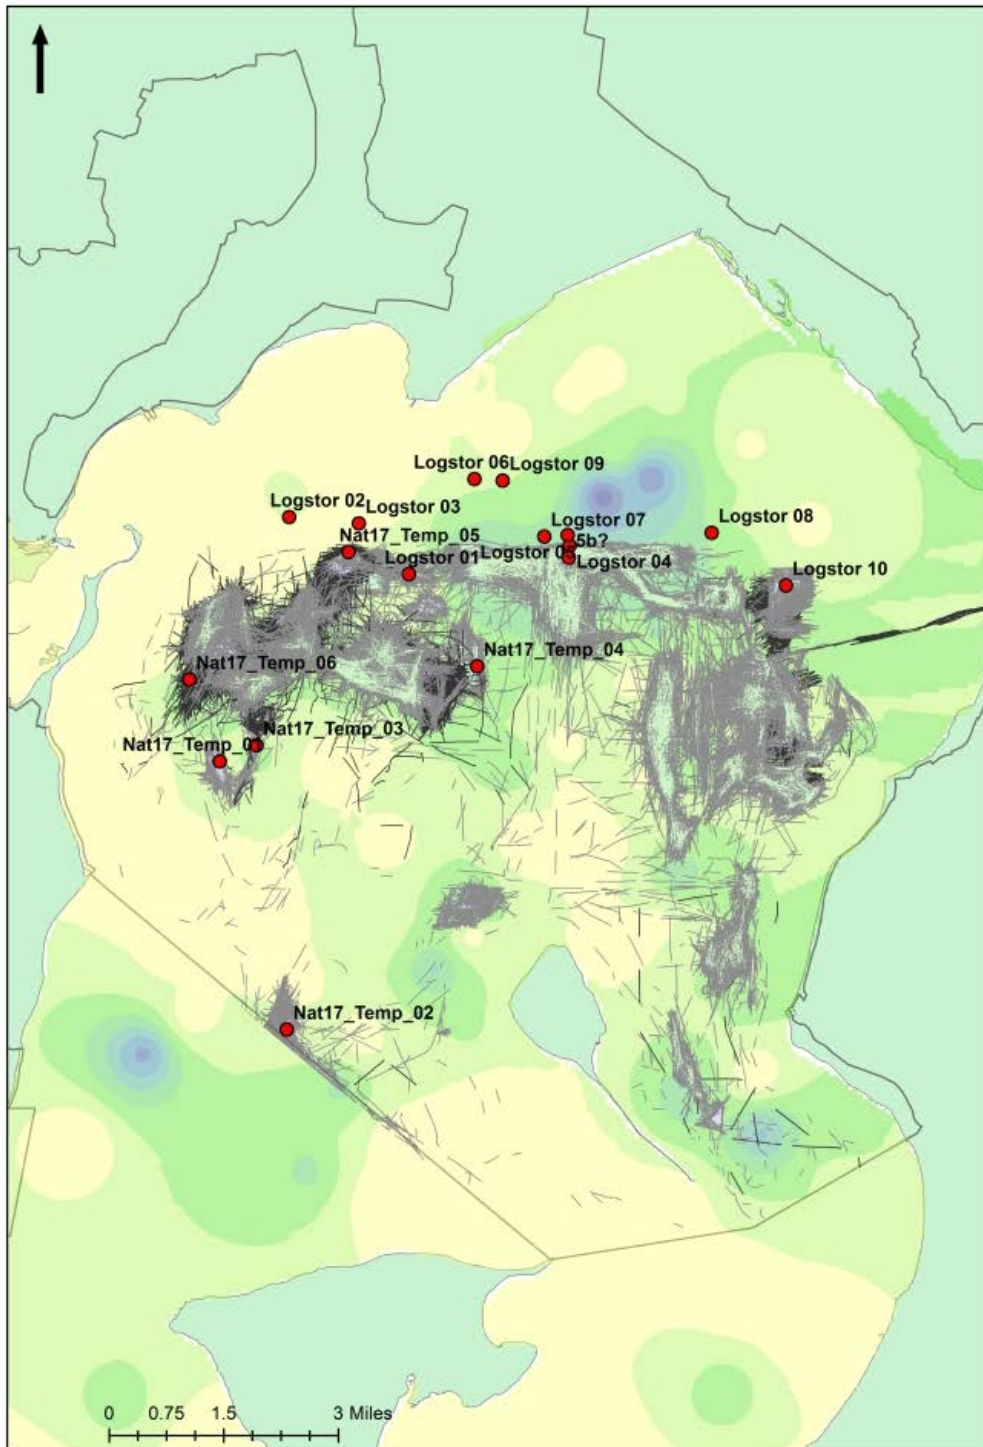 Logstor 06
Logstor 09
Logstor 02
Logstor 03
Logstor 07
Logstor 08
Nat17_Temp_05
5b?
Logstor 01
Logstor
Logstor 04
Logstor 10
Nat17_Temp_04
Nat17_Temp_06
Nat17_Temp_03
Nat17_Temp_0
Nat17_Temp_02
0 0.75 1.5 3 Miles